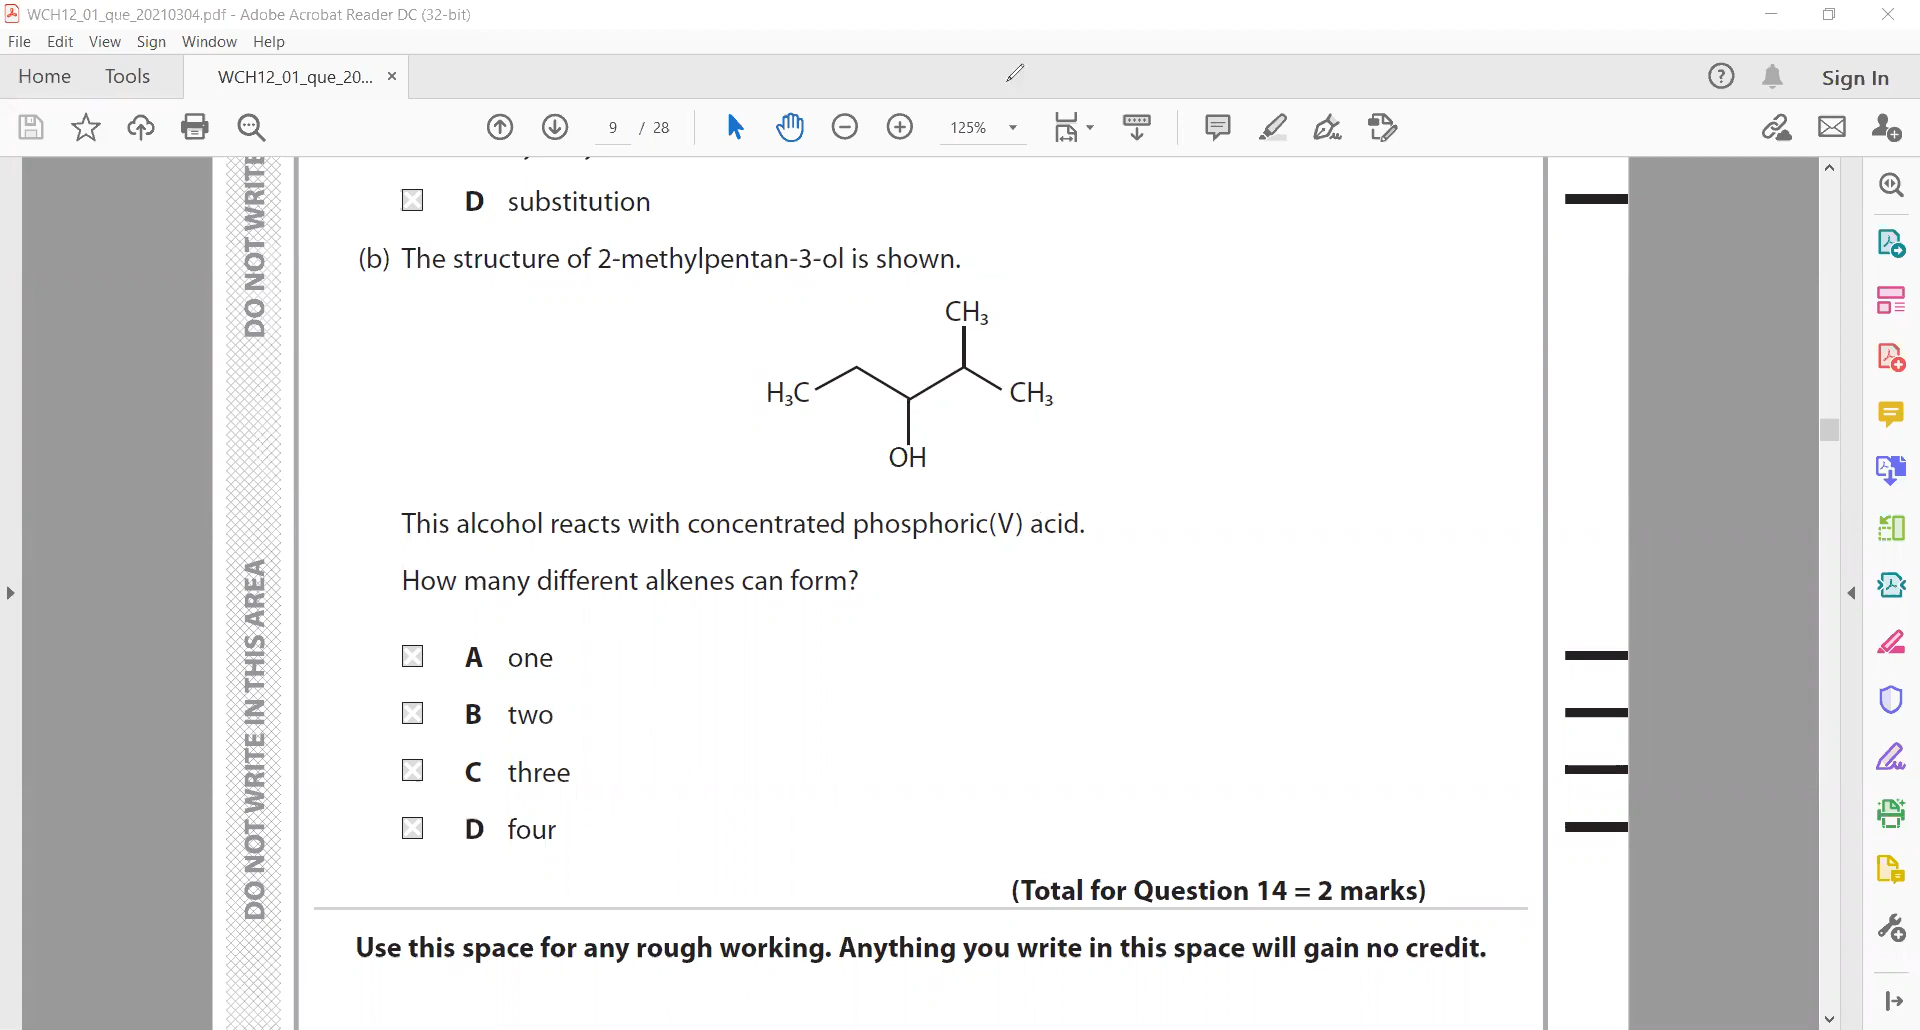 WCH12_01_que_20210304.pdf - Adobe Acrobat Reader DC (32-bit)
File Edit View Sign Window Help
Home Tools WCH12_01_que_20... × Sign In
9 / 28 125%
D substitution
(b) The structure of 2-methylpentan-3-ol is shown.
CH3
H3C CH3
OH
This alcohol reacts with concentrated phosphoric(V) acid.
How many different alkenes can form?
A one
B two
C three
D four
(Total for Question 14 = 2 marks)
Use this space for any rough working. Anything you write in this space will gain no credit.
DO NOT WRITE
DO NOT WRITE IN THIS AREA